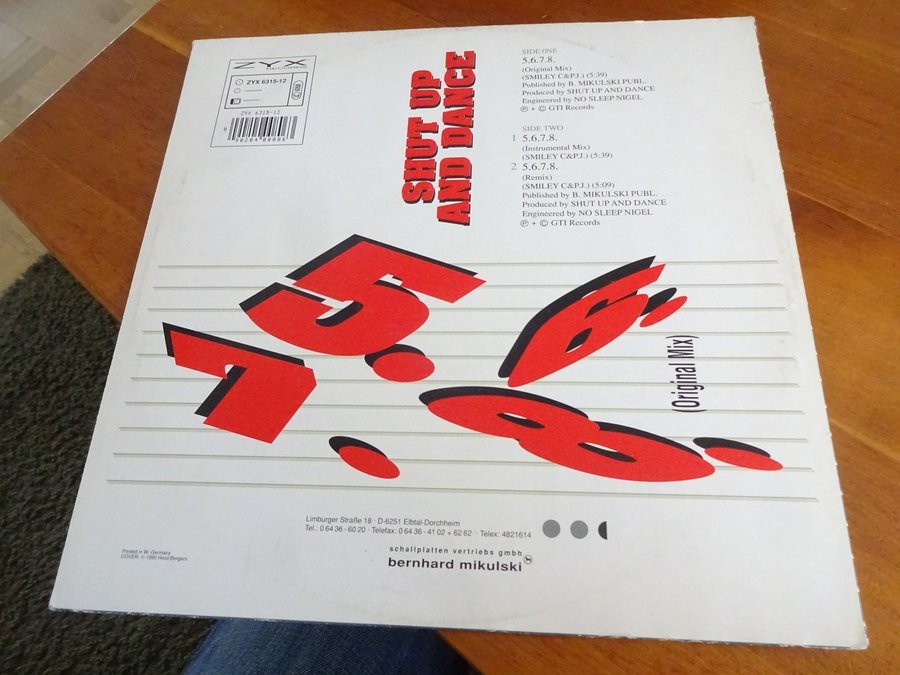 ZYX
ZYX 6315-12
ZYX 6315-12
SHUT UP
AND DANCE
SIDE ONE
5.6.7.8.
(Original Mix)
(SMILEY C&P.J.) (5:39)
Published by B. MIKULSKI PUBL.
Produced by SHUT UP AND DANCE
Engineered by NO SLEEP NIGEL
℗ + © GTI Records
SIDE TWO
1 5.6.7.8.
(Instrumental Mix)
(SMILEY C&P.J.) (5:39)
2 5.6.7.8.
(Remix)
(SMILEY C&P.J.) (5:09)
Published by B. MIKULSKI PUBL.
Produced by SHUT UP AND DANCE
Engineered by NO SLEEP NIGEL
℗ + © GTI Records
5. 6.
7. 8.
(Original Mix)
Limburger Straße 18 · D-6251 Elbtal-Dorchheim
Tel.: 0 64 36 - 60 20 · Telefax: 0 64 36 - 41 02 + 62 62 · Telex: 4821614
schallplatten vertriebs gmbh
bernhard mikulski
Printed in W.-Germany